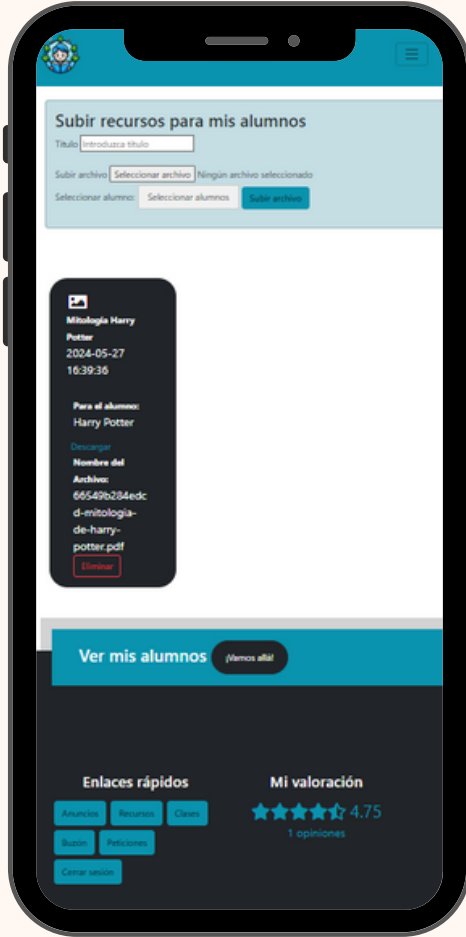 Subir recursos para mis alumnos
Título Introduzca título
Subir archivo Seleccionar archivo Ningún archivo seleccionado
Seleccionar alumno: Seleccionar alumnos Subir archivo
Mitología Harry
Potter
2024-05-27
16:39:36
Para el alumno:
Harry Potter
Descargar
Nombre del
Archivo:
66549b284edc
d-mitologia-
de-harry-
potter.pdf
Eliminar
Ver mis alumnos ¡Vamos allá!
Enlaces rápidos
Anuncios Recursos Clases
Buzón Peticiones
Cerrar sesión
Mi valoración
4.75
1 opiniones